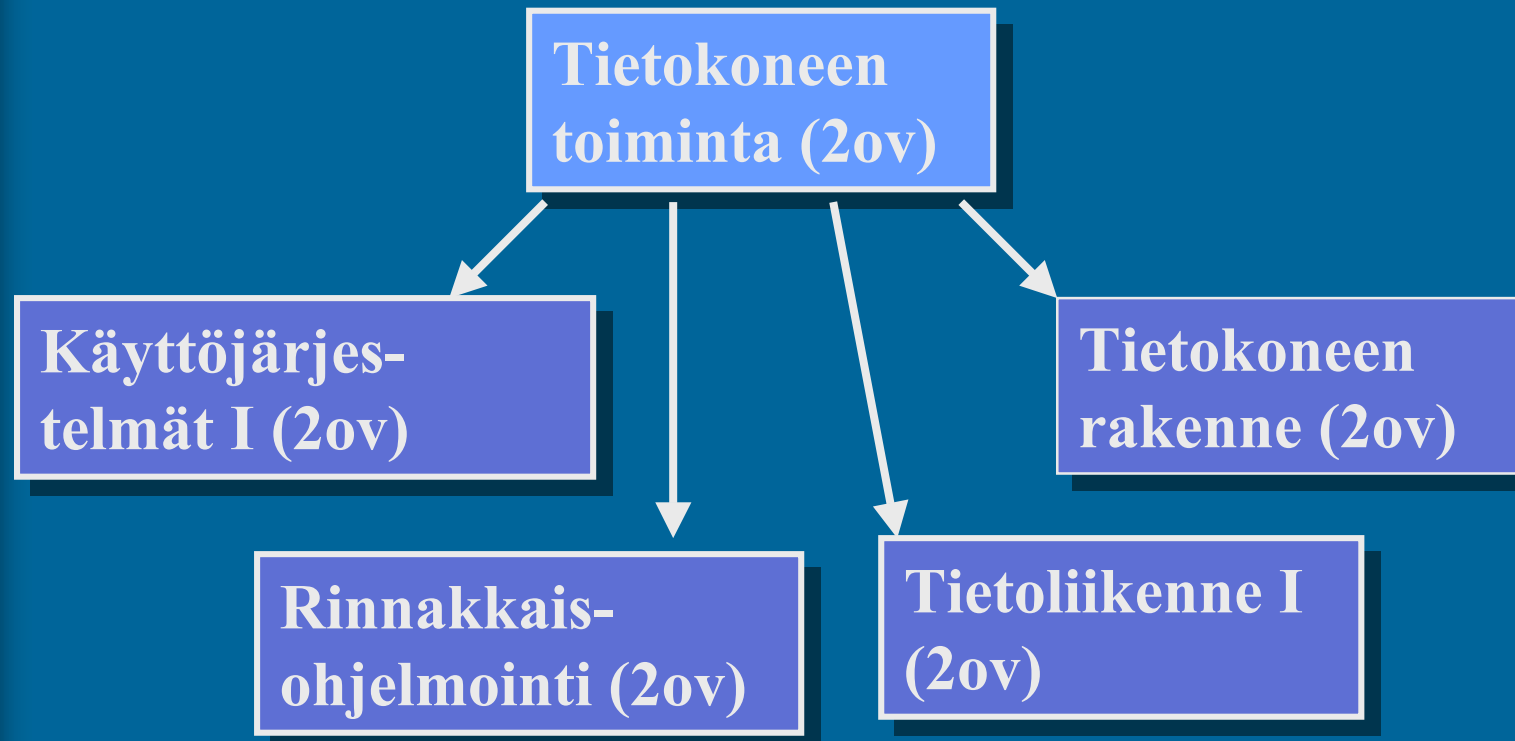 Tietokoneen
toiminta (2ov)
Käyttöjärjes-
telmät I (2ov)
Tietokoneen
rakenne (2ov)
Rinnakkais-
ohjelmointi (2ov)
Tietoliikenne I
(2ov)